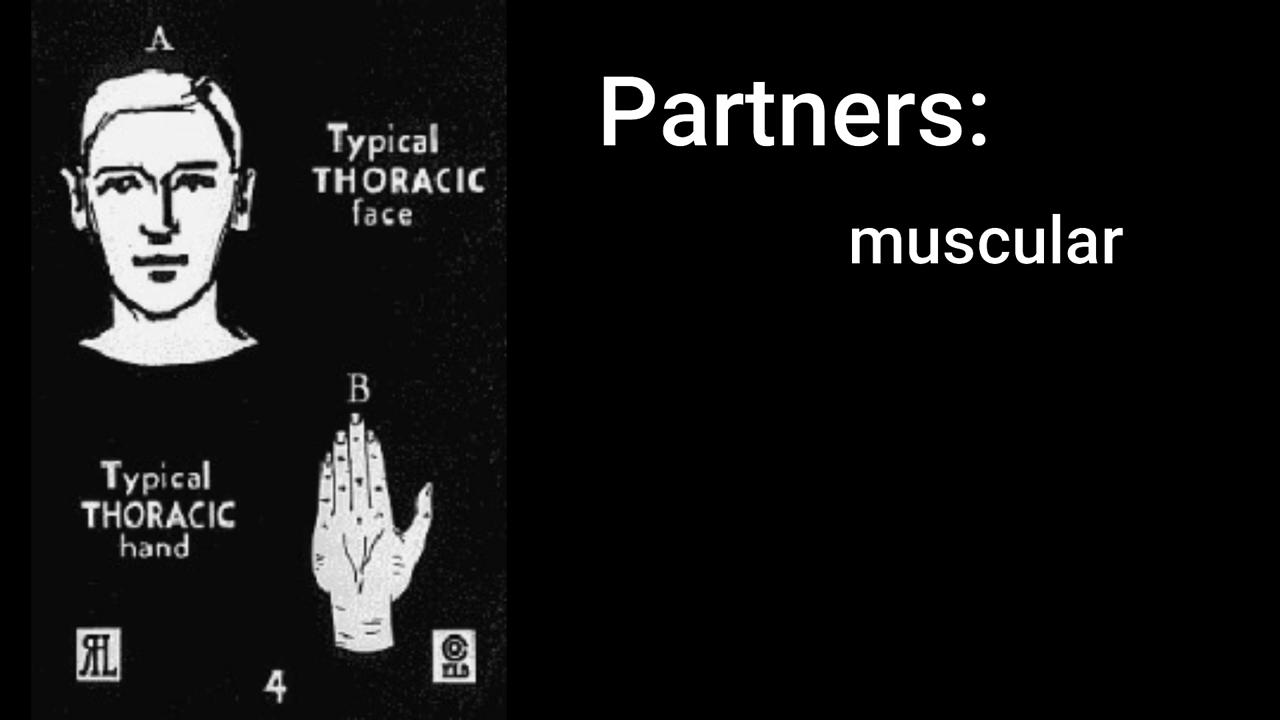 A
Typical
THORACIC
face
B
Typical
THORACIC
hand
4
Partners:
muscular